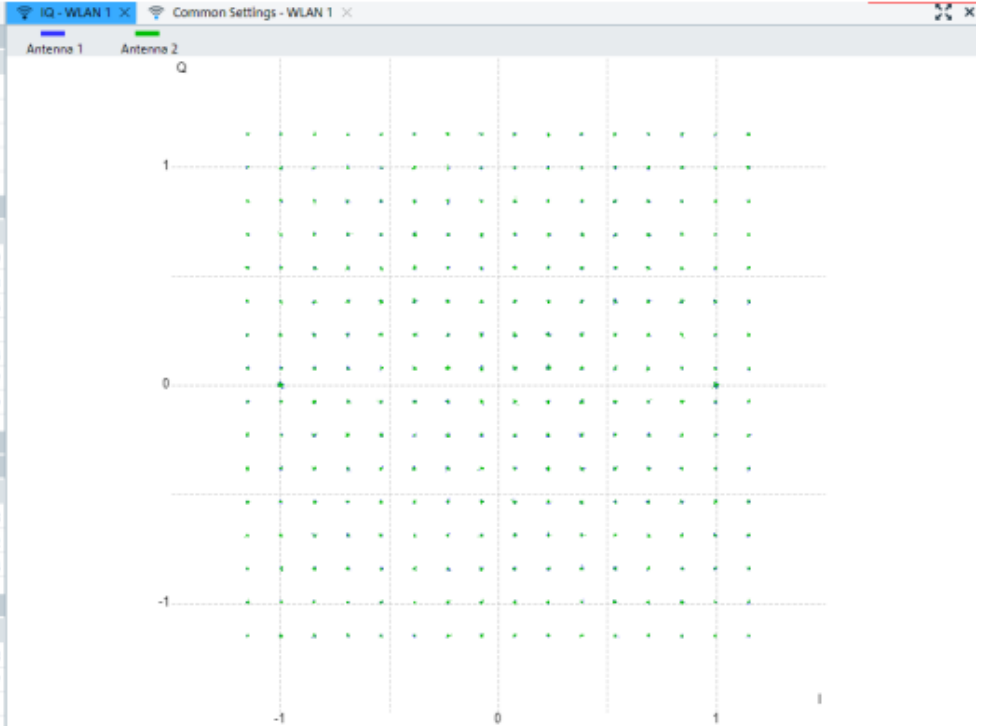 IQ - WLAN 1 Common Settings - WLAN 1
Antenna 1 Antenna 2
Q
1
0
-1
I
-1 0 1